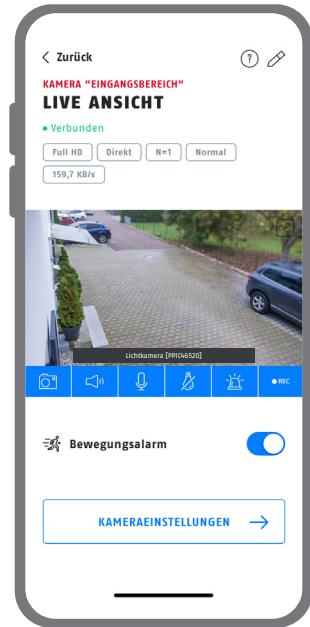 Zurück
?
KAMERA “EINGANGSBEREICH”
LIVE ANSICHT
Verbunden
Full HD Direkt N=1 Normal
159,7 KB/s
Lichtkamera [PPIC46520]
REC
Bewegungsalarm
KAMERAEINSTELLUNGEN